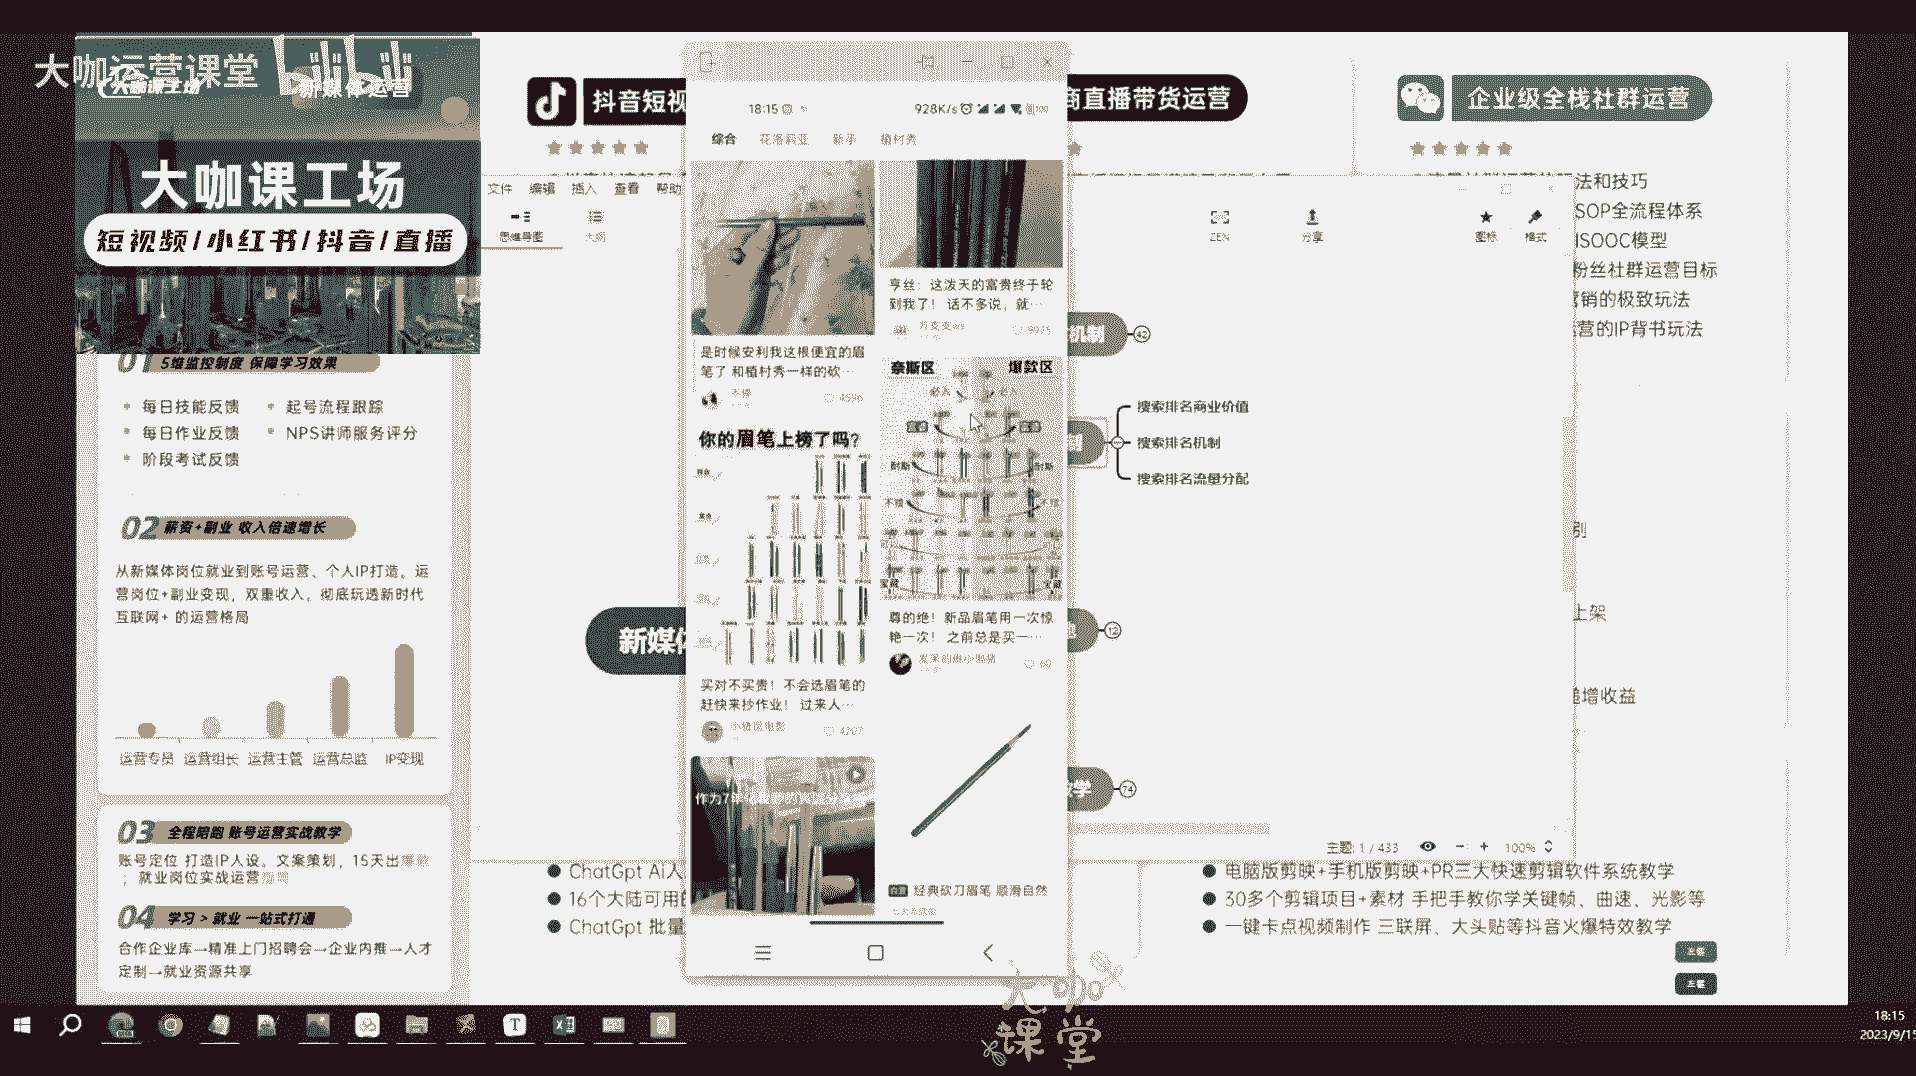 大咖运营课堂 bilibili
新媒体运营
大咖课工场
短视频/小红书/抖音/直播
01 5维监控制度 保障学习效果
每日技能反馈
起号流程跟踪
每日作业反馈
NPS讲师服务评分
阶段考试反馈
02 薪资+副业 收入倍速增长
从新媒体岗位就业到账号运营、个人IP打造。运
营岗位+副业变现，双重收入。彻底玩透新时代
互联网+ 的运营格局
运营专员 运营组长 运营主管 运营总监 IP变现
03 全程陪跑 账号运营实战教学
账号定位 打造IP人设。文案策划，15天出
；就业岗位实战运营
04 学习 > 就业 一站式打通
合作企业库→精准上门招聘会→企业内推→人才
定制→就业资源共享
抖音短视
商直播带货运营
企业级全栈社群运营
法和技巧
SOP全流程体系
ISOOC模型
粉丝社群运营目标
营销的极致玩法
运营的IP背书玩法
文件 编辑 插入 查看 帮助
思维导图 大纲
ZEN 分享 图标 格式
18:15
928K/s
100
综合 花洛莉亚 新手 植村秀
是时候安利我这根便宜的眉
笔了 和植村秀一样的砍…
4596
亨丝：这泼天的富贵终于轮
到我了！ 话不多说，就…
9975
你的眉笔上榜了吗?
买对不买贵！不会选眉笔的
赶快来抄作业！ 过来人…
4207
奈斯区 爆款区
尊的绝！新品眉笔用一次惊
艳一次！ 之前总是买一…
60
经典砍刀眉笔 顺滑自然
新媒体
机制 42
制
搜索排名商业价值
搜索排名机制
搜索排名流量分配
12
学 74
上架
递增收益
主题: 1 / 433
100%
ChatGpt AI人
16个大陆可用的
ChatGpt 批量
电脑版剪映+手机版剪映+PR三大快速剪辑软件系统教学
30多个剪辑项目+素材 手把手教你学关键帧、曲速、光影等
一键卡点视频制作 三联屏、大头贴等抖音火爆特效教学
左键
左键
大咖
课堂
18:15
2023/9/15